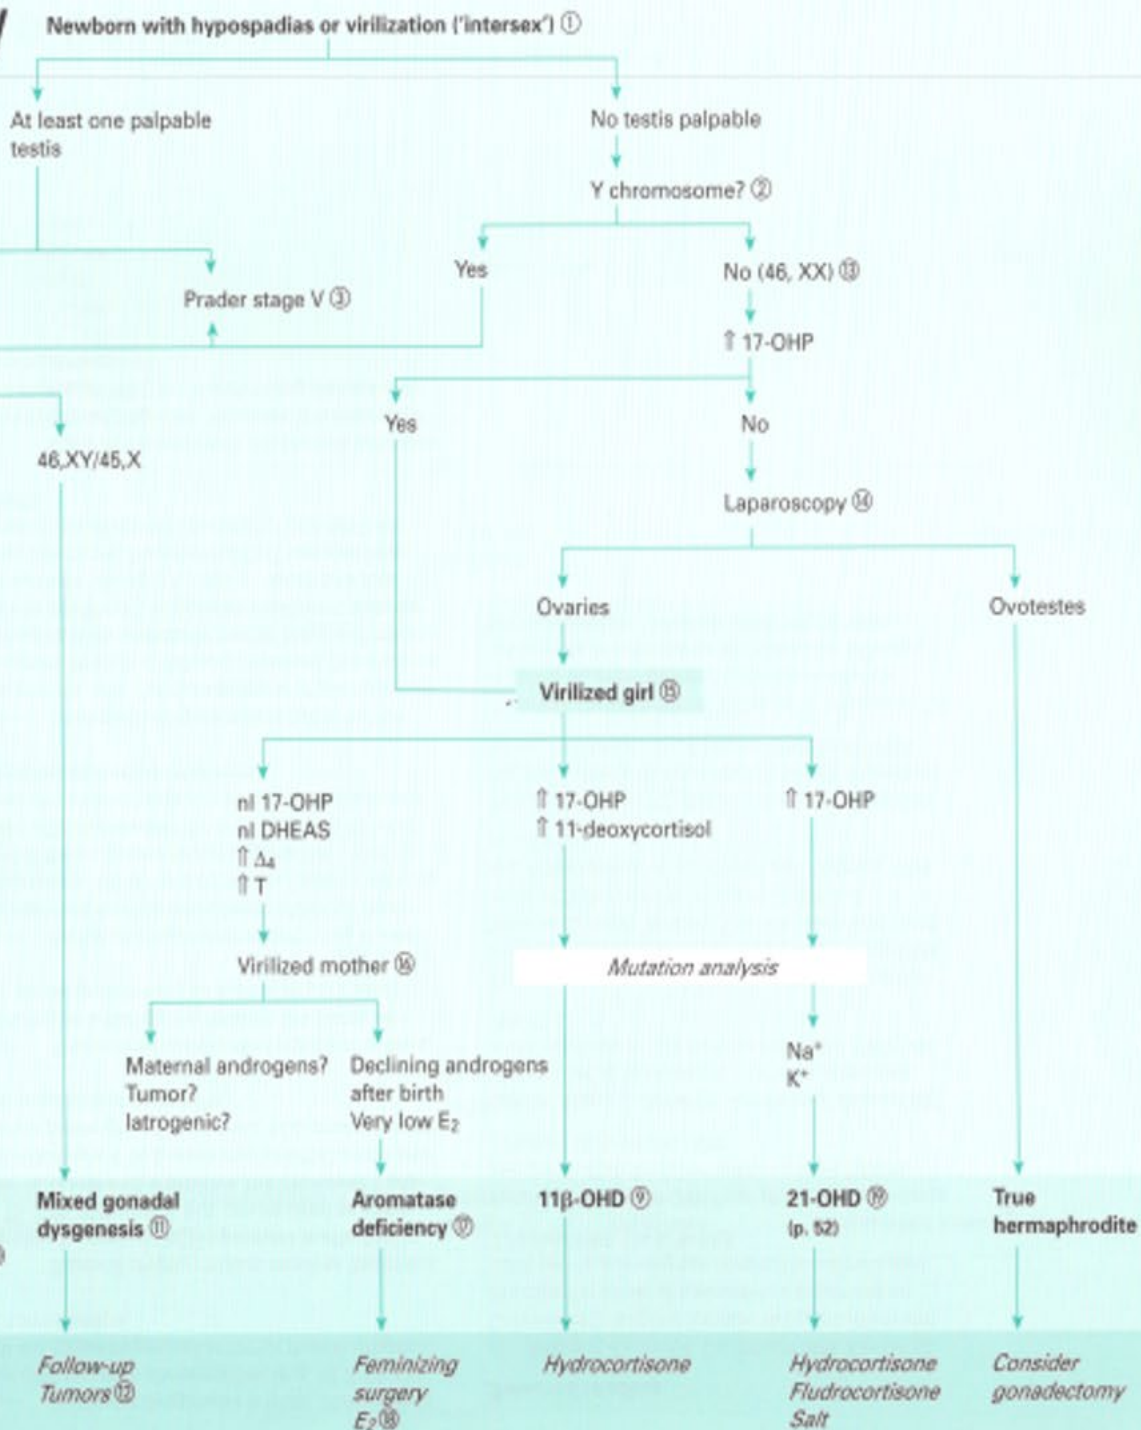 Newborn with hypospadias or virilization ('intersex') ①
At least one palpable
testis
No testis palpable
Y chromosome? ②
Yes
No (46, XX) ⑬
Prader stage V ③
⇑ 17-OHP
Yes
No
46,XY/45,X
Laparoscopy ⑭
Ovaries
Ovotestes
Virilized girl ⑮
nl 17-OHP
nl DHEAS
⇑ Δ4
⇑ T
⇑ 17-OHP
⇑ 11-deoxycortisol
⇑ 17-OHP
Virilized mother ⑯
Mutation analysis
Maternal androgens?
Tumor?
Iatrogenic?
Declining androgens
after birth
Very low E2
Na+
K+
Mixed gonadal
dysgenesis ⑪
Aromatase
deficiency ⑰
11β-OHD ⑨
21-OHD ⑲
(p. 52)
True
hermaphrodite
Follow-up
Tumors ⑫
Feminizing
surgery
E2 ⑱
Hydrocortisone
Hydrocortisone
Fludrocortisone
Salt
Consider
gonadectomy